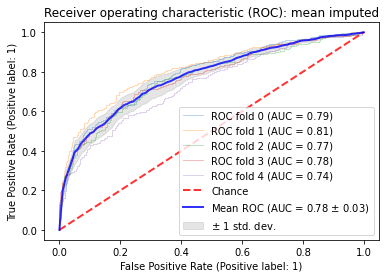 Receiver operating characteristic (ROC): mean imputed
True Positive Rate (Positive label: 1)
1.0
0.8
0.6
0.4
0.2
0.0
ROC fold 0 (AUC = 0.79)
ROC fold 1 (AUC = 0.81)
ROC fold 2 (AUC = 0.77)
ROC fold 3 (AUC = 0.78)
ROC fold 4 (AUC = 0.74)
Chance
Mean ROC (AUC = 0.78 ± 0.03)
± 1 std. dev.
0.0 0.2 0.4 0.6 0.8 1.0
False Positive Rate (Positive label: 1)